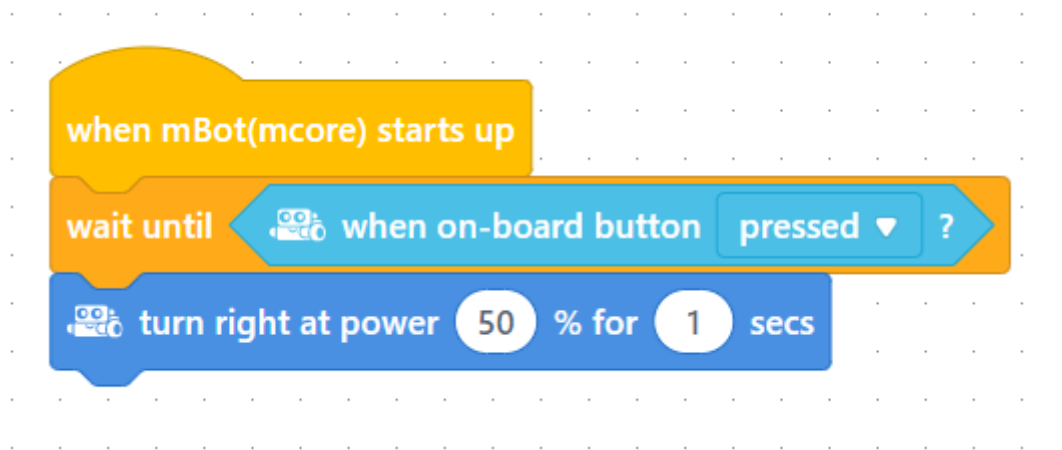 when mBot(mcore) starts up
wait until when on-board button pressed ?
turn right at power 50 % for 1 secs